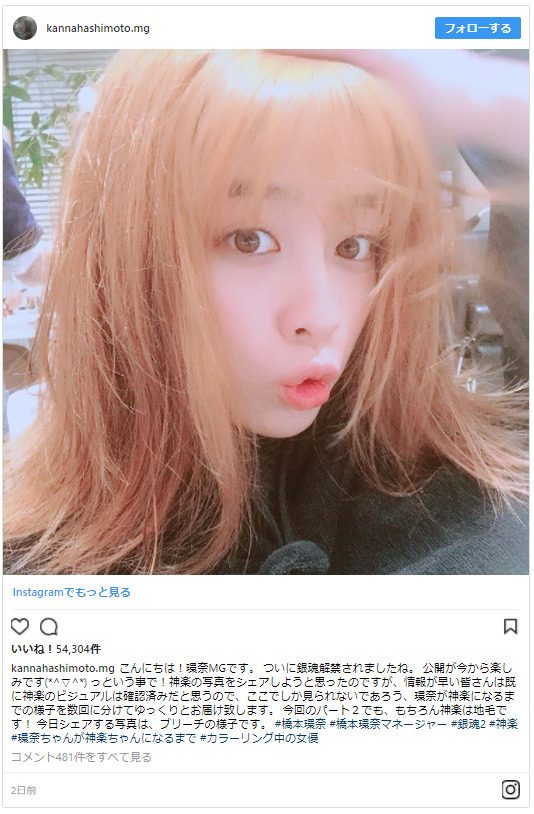 kannahashimoto.mg
フォローする
Instagramでもっと見る
いいね！54,304件
kannahashimoto.mg こんにちは！環奈MGです。 ついに銀魂解禁されましたね。 公開が今から楽し
みです(*^▽^*) っという事で！神楽の写真をシェアしようと思ったのですが、情報が早い皆さんは既
に神楽のビジュアルは確認済みだと思うので、ここでしか見られないであろう、環奈が神楽になるま
での様子を数回に分けてゆっくりとお届け致します。 今回のパート２でも、もちろん神楽は地毛で
す！ 今日シェアする写真は、ブリーチの様子です。 #橋本環奈 #橋本環奈マネージャー #銀魂2 #神楽
#環奈ちゃんが神楽ちゃんになるまで #カラーリング中の女優
コメント481件をすべて見る
2日前